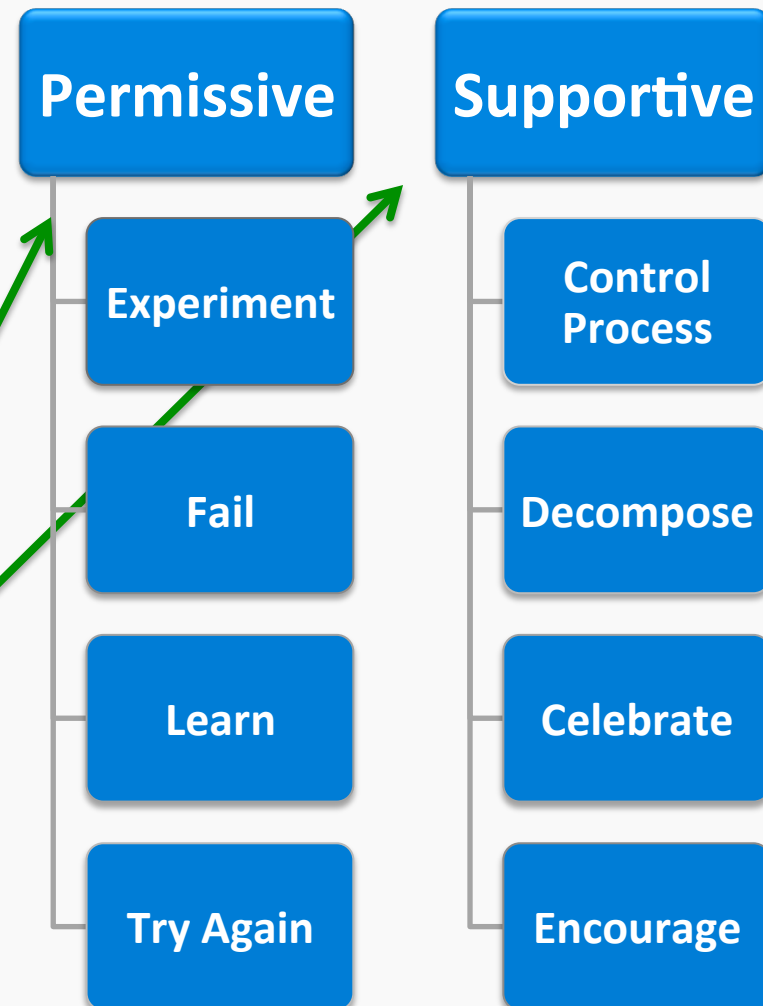 Permissive
Experiment
Fail
Learn
Try Again
Supportive
Control
Process
Decompose
Celebrate
Encourage